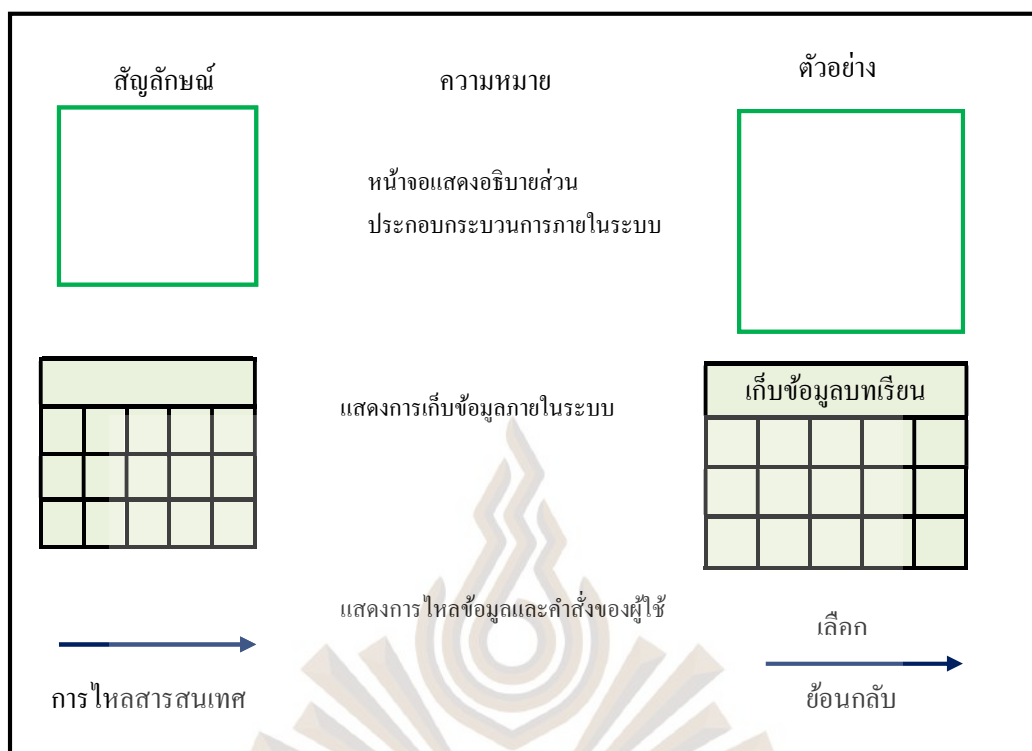 สัญลักษณ์
ความหมาย
ตัวอย่าง
หน้าจอแสดงอธิบายส่วน
ประกอบกระบวนการภายในระบบ
แสดงการเก็บข้อมูลภายในระบบ
เก็บข้อมูลบทเรียน
แสดงการไหลข้อมูลและคำสั่งของผู้ใช้
การไหลสารสนเทศ
เลือก
ย้อนกลับ